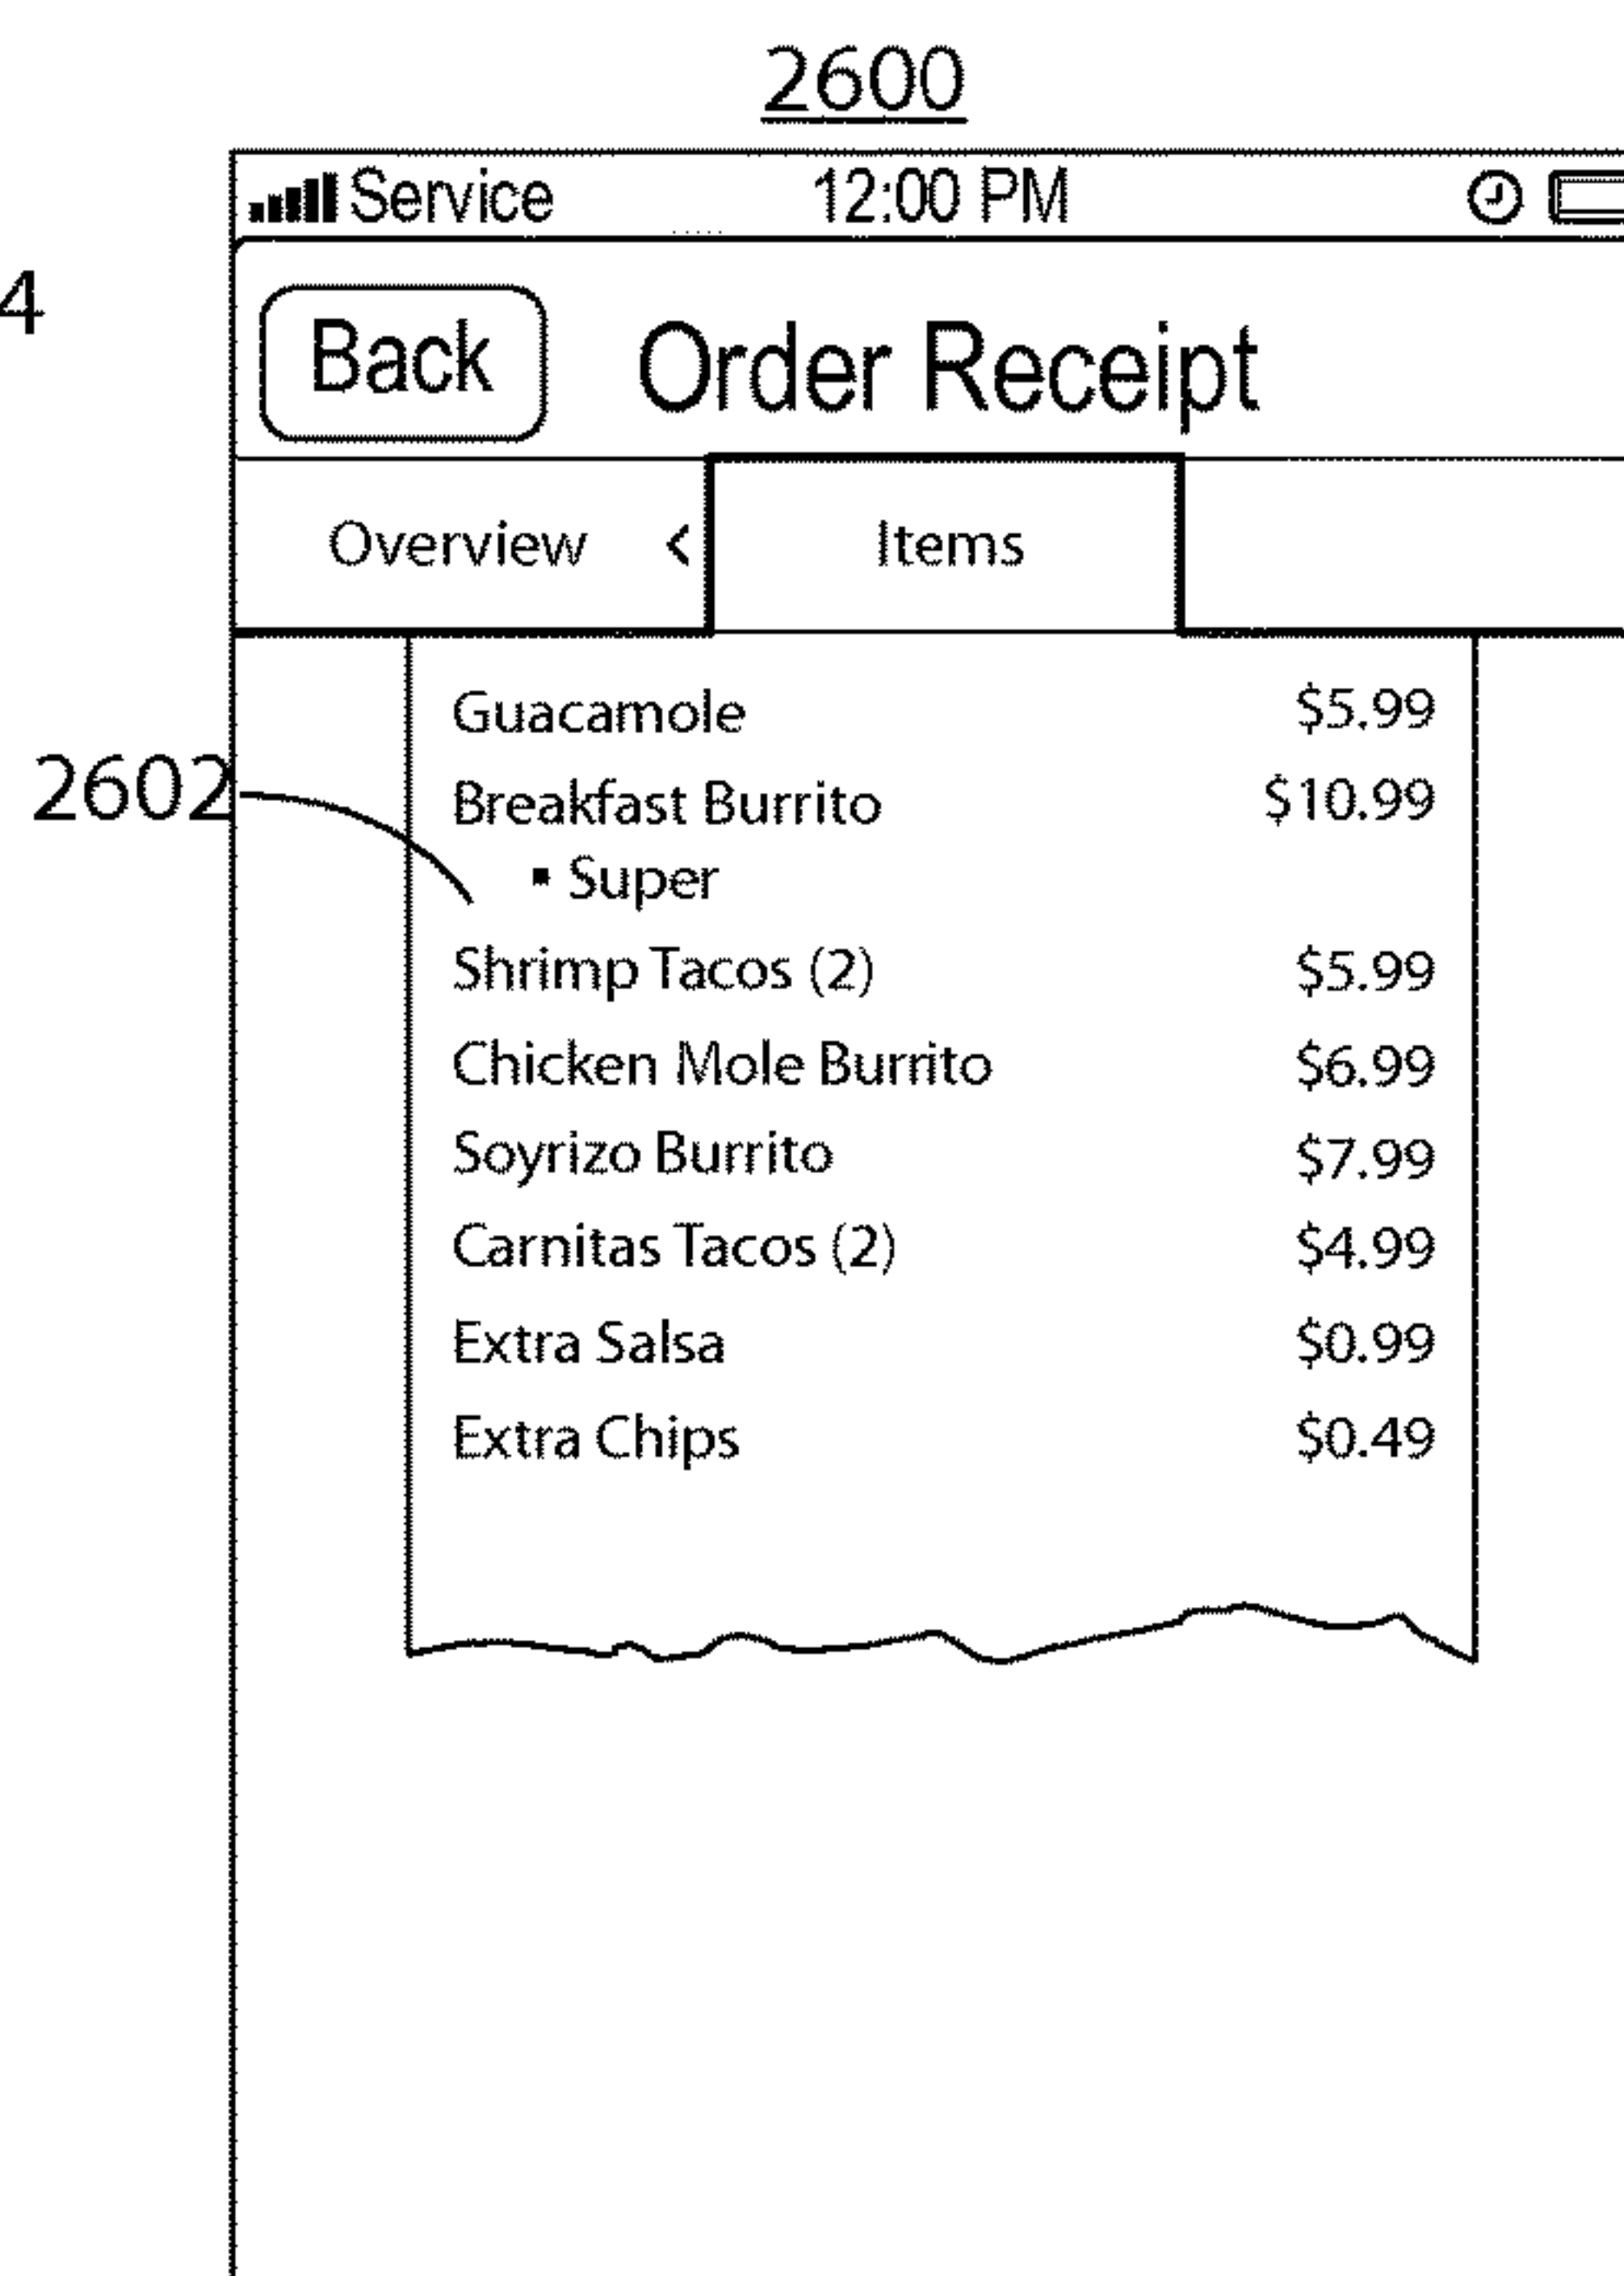 2600
Service 12:00 PM
4
Back Order Receipt
Overview < Items
Guacamole $5.99
2602
Breakfast Burrito $10.99
▪ Super
Shrimp Tacos (2) $5.99
Chicken Mole Burrito $6.99
Soyrizo Burrito $7.99
Carnitas Tacos (2) $4.99
Extra Salsa $0.99
Extra Chips $0.49